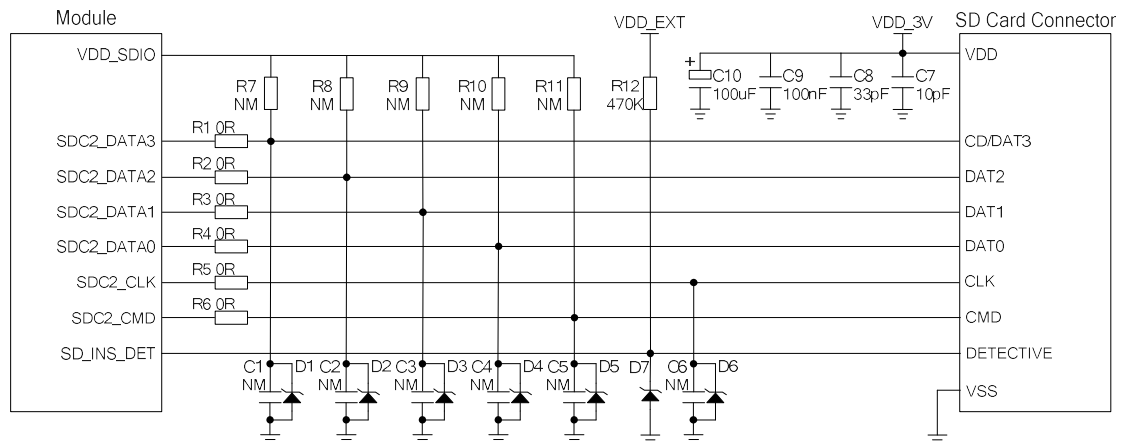 Module
VDD_EXT
VDD_3V
SD Card Connector
VDD_SDIO
VDD
R7
NM
R8
NM
R9
NM
R10
NM
R11
NM
R12
470K
+
C10
100uF
C9
100nF
C8
33pF
C7
10pF
SDC2_DATA3
R1 0R
CD/DAT3
SDC2_DATA2
R2 0R
DAT2
SDC2_DATA1
R3 0R
DAT1
SDC2_DATA0
R4 0R
DAT0
SDC2_CLK
R5 0R
CLK
SDC2_CMD
R6 0R
CMD
SD_INS_DET
DETECTIVE
C1
NM
D1
C2
NM
D2
C3
NM
D3
C4
NM
D4
C5
NM
D5
D7
C6
NM
D6
VSS